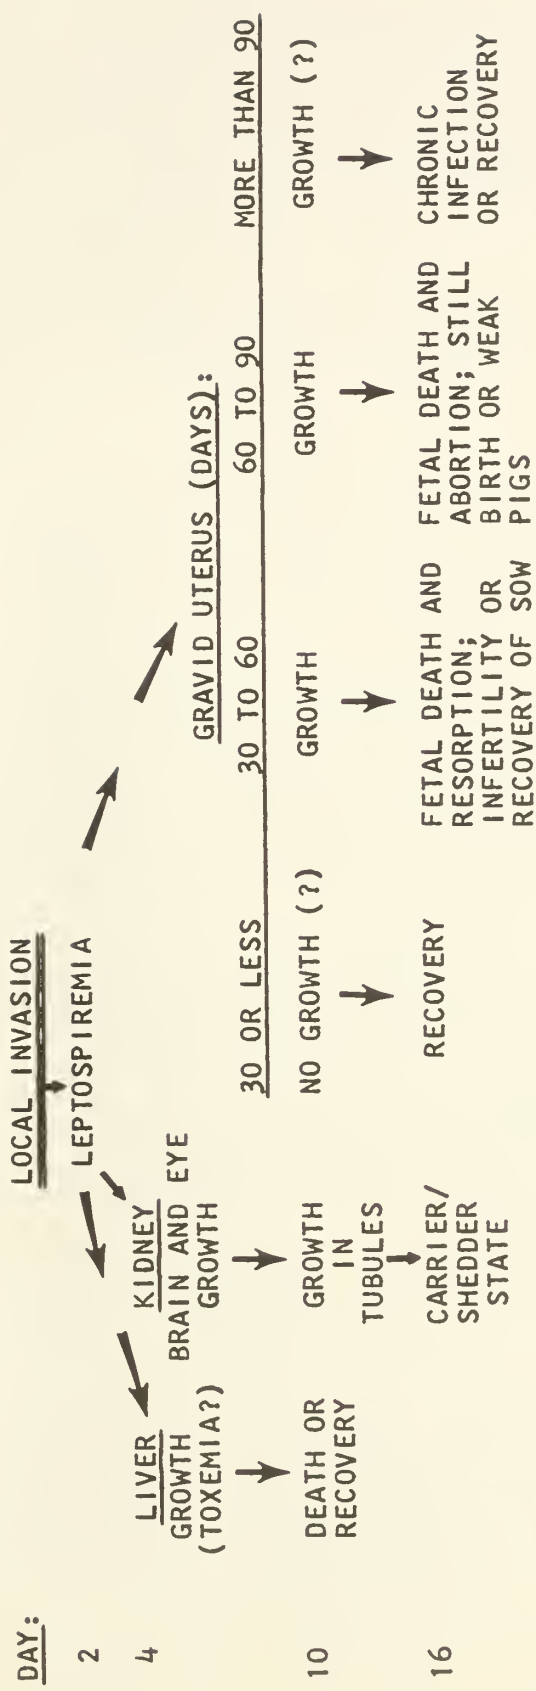 LOCAL INVASION
DAY:
2
LEPTOSPIREMIA
4
LIVER
GROWTH
(TOXEMIA?)
KIDNEY
BRAIN AND EYE
GROWTH
GRAVID UTERUS (DAYS):
30 OR LESS
30 TO 60
60 TO 90
MORE THAN 90
10
DEATH OR
RECOVERY
GROWTH
IN
TUBULES
NO GROWTH (?)
GROWTH
GROWTH
GROWTH (?)
16
CARRIER/
SHEDDER
STATE
RECOVERY
FETAL DEATH AND
RESORPTION;
INFERTILITY OR
RECOVERY OF SOW
FETAL DEATH AND
ABORTION; STILL
BIRTH OR WEAK
PIGS
CHRONIC
INFECTION
OR RECOVERY